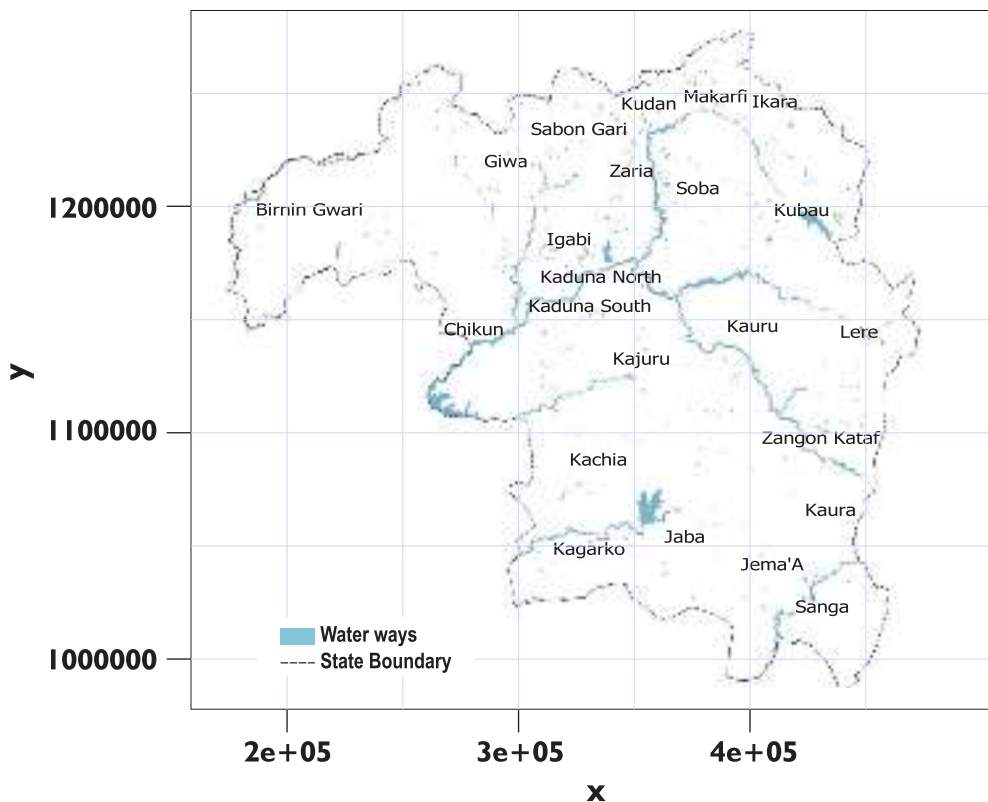 Makarfi
Kudan
Ikara
Sabon Gari
Giwa
Zaria
Soba
1200000
Birnin Gwari
Kubau
Igabi
Kaduna North
Kaduna South
Chikun
Kauru
Lere
Kajuru
y
1100000
Zangon Kataf
Kachia
Kaura
Jaba
Kagarko
Jema'A
Sanga
Water ways
State Boundary
1000000
2e+05
3e+05
4e+05
x